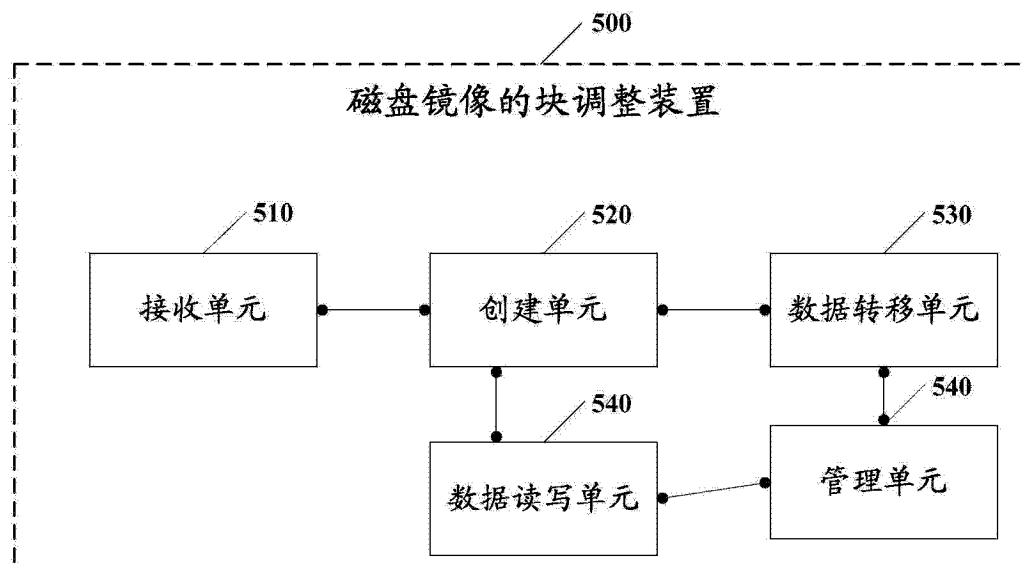 500
磁盘镜像的块调整装置
510
520
530
接收单元
创建单元
数据转移单元
540
540
数据读写单元
管理单元